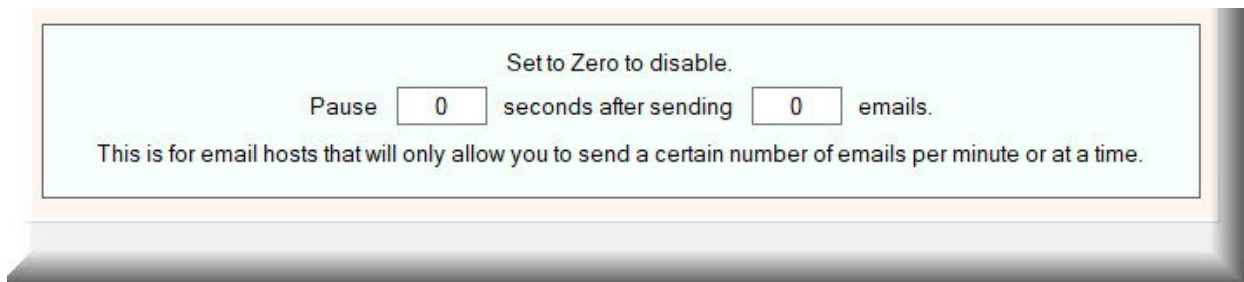 Set to Zero to disable.
Pause 0 seconds after sending 0 emails.
This is for email hosts that will only allow you to send a certain number of emails per minute or at a time.